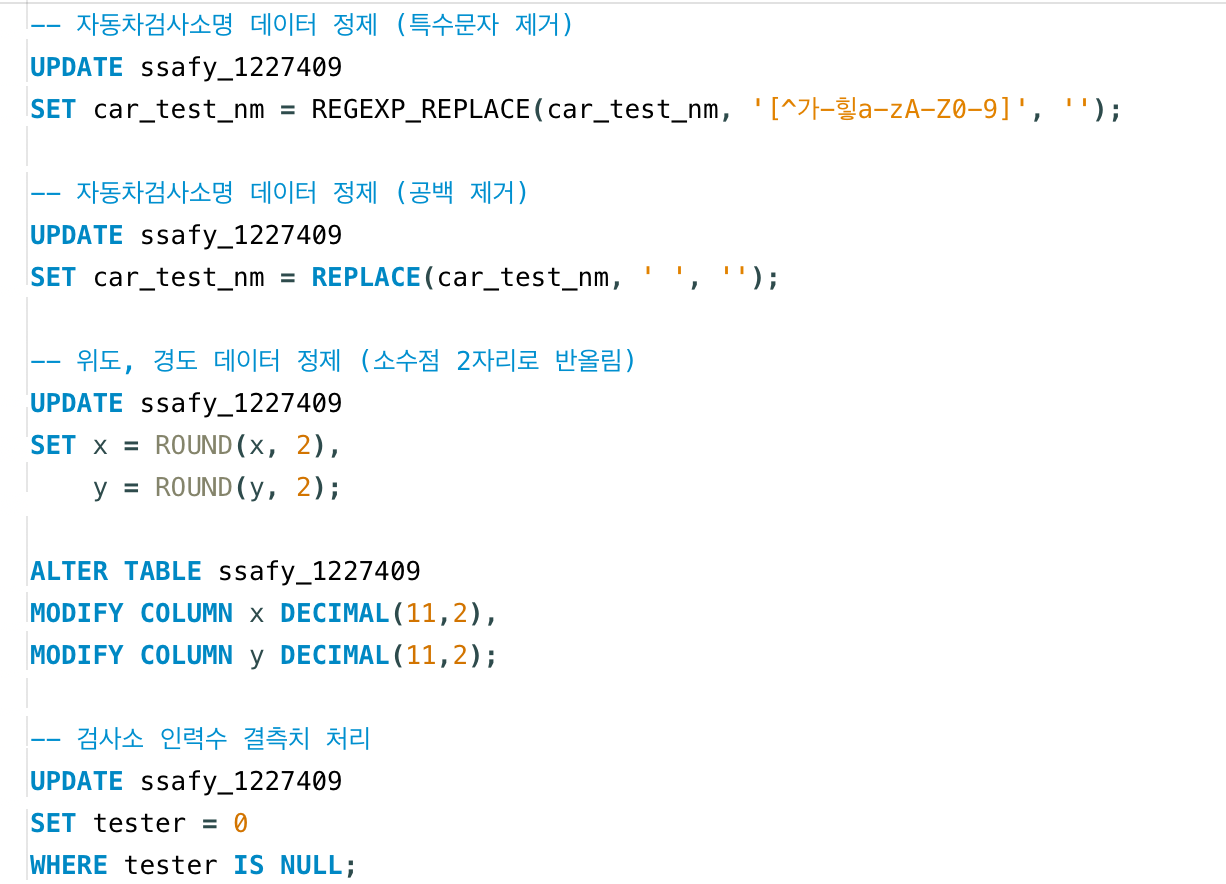 -- 자동차검사소명 데이터 정제 (특수문자 제거)
UPDATE ssafy_1227409
SET car_test_nm = REGEXP_REPLACE(car_test_nm, '[^가-힣a-zA-Z0-9]', '');
-- 자동차검사소명 데이터 정제 (공백 제거)
UPDATE ssafy_1227409
SET car_test_nm = REPLACE(car_test_nm, ' ', '');
-- 위도, 경도 데이터 정제 (소수점 2자리로 반올림)
UPDATE ssafy_1227409
SET x = ROUND(x, 2),
    y = ROUND(y, 2);
ALTER TABLE ssafy_1227409
MODIFY COLUMN x DECIMAL(11,2),
MODIFY COLUMN y DECIMAL(11,2);
-- 검사소 인력수 결측치 처리
UPDATE ssafy_1227409
SET tester = 0
WHERE tester IS NULL;